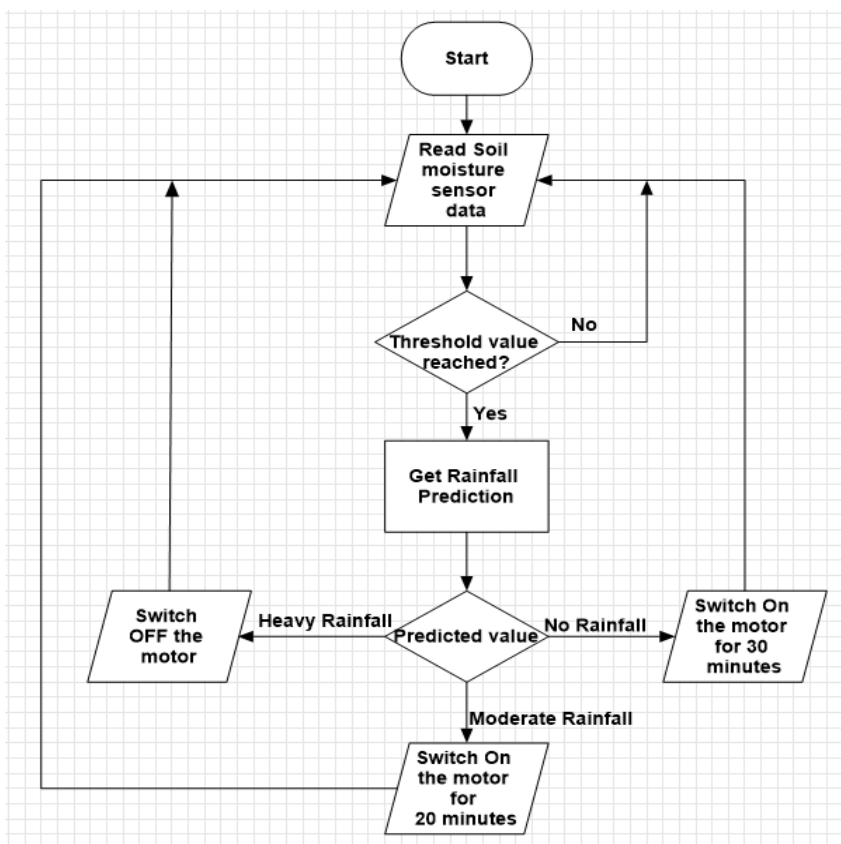 Start
Read Soil
moisture
sensor
data
Threshold value
reached?
No
Yes
Get Rainfall
Prediction
Switch
OFF the
motor
Heavy Rainfall
Predicted value
No Rainfall
Switch On
the motor
for 30
minutes
Moderate Rainfall
Switch On
the motor
for
20 minutes